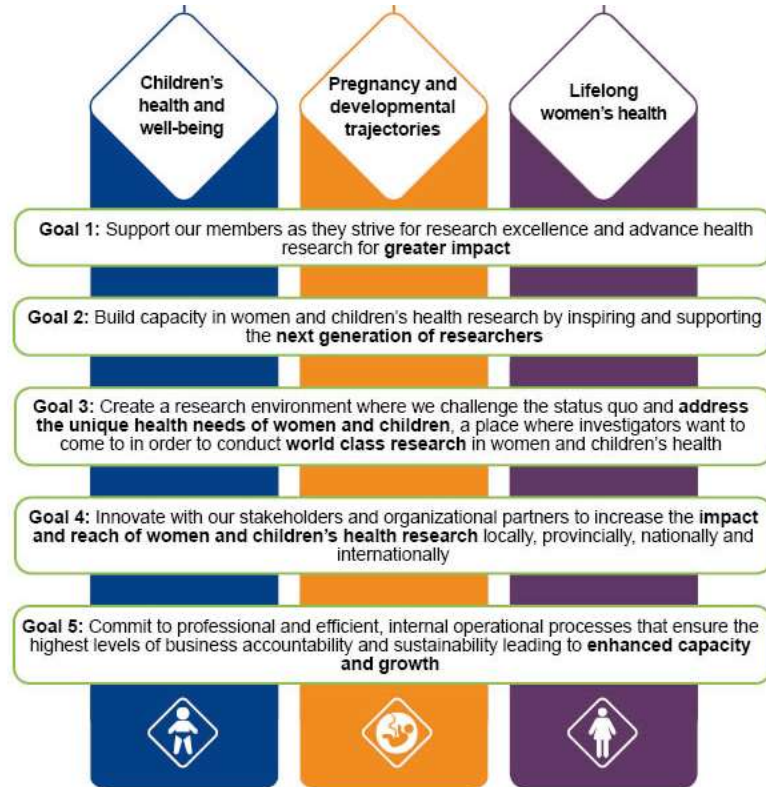 Children's
health and
well-being
Pregnancy and
developmental
trajectories
Lifelong
women's health
Goal 1: Support our members as they strive for research excellence and advance health
research for greater impact
Goal 2: Build capacity in women and children's health research by inspiring and supporting
the next generation of researchers
Goal 3: Create a research environment where we challenge the status quo and address
the unique health needs of women and children, a place where investigators want to
come to in order to conduct world class research in women and children's health
Goal 4: Innovate with our stakeholders and organizational partners to increase the impact
and reach of women and children's health research locally, provincially, nationally and
internationally
Goal 5: Commit to professional and efficient, internal operational processes that ensure the
highest levels of business accountability and sustainability leading to enhanced capacity
and growth